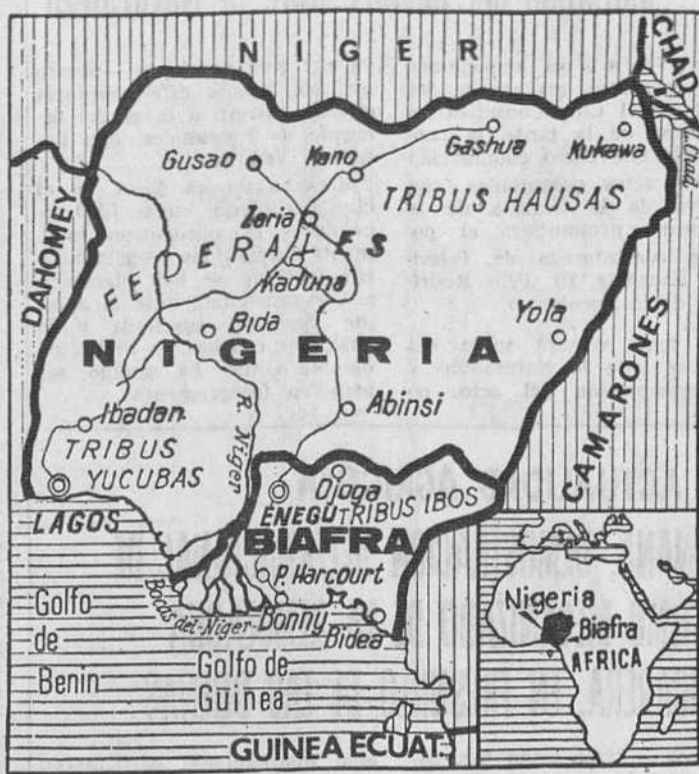 NIGER
CHAD
L. Chad
Gusao
Kano
Gashua
Kukawa
TRIBUS HAUSAS
Zaria
FEDERALES
Kaduna
DAHOMEY
Bida
Yola
NIGERIA
CAMARONES
Ibadan
Abinsi
R. Niger
TRIBUS
YUCUBAS
LAGOS
Ojoga
ENEGU
TRIBUS IBOS
BIAFRA
P. Harcourt
Bocas del-Niger
Bonny
Bidea
Golfo
de
Benin
Golfo de
Guinea
GUINEA ECUAT.
Nigeria
Biafra
AFRICA